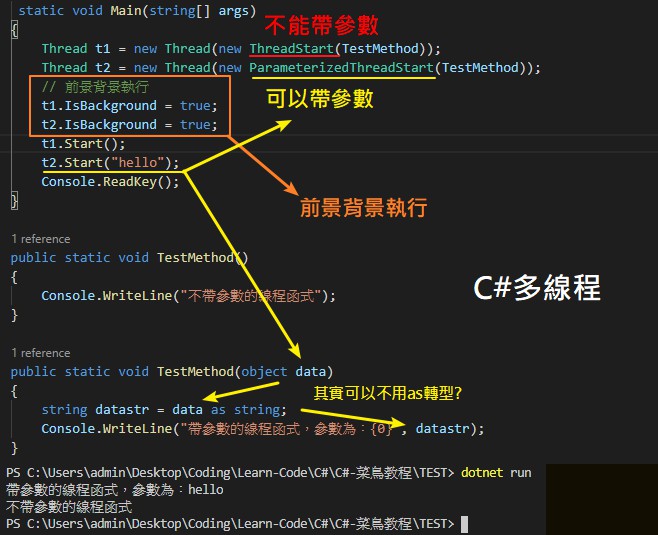 static void Main(string[] args)
不能帶參數
{
Thread t1 = new Thread(new ThreadStart(TestMethod));
Thread t2 = new Thread(new ParameterizedThreadStart(TestMethod));
// 前景背景執行
可以帶參數
t1.IsBackground = true;
t2.IsBackground = true;
t1.Start();
t2.Start("hello");
Console.ReadKey();
}
前景背景執行
1 reference
public static void TestMethod()
{
Console.WriteLine("不帶參數的線程函式");
}
C#多線程
1 reference
public static void TestMethod(object data)
{
其實可以不用as轉型?
string datastr = data as string;
Console.WriteLine("帶參數的線程函式，參數為：{0}", datastr);
}
PS C:\Users\admin\Desktop\Coding\Learn-Code\C#\C#-菜鳥教程\TEST> dotnet run
帶參數的線程函式，參數為：hello
不帶參數的線程函式
PS C:\Users\admin\Desktop\Coding\Learn-Code\C#\C#-菜鳥教程\TEST>